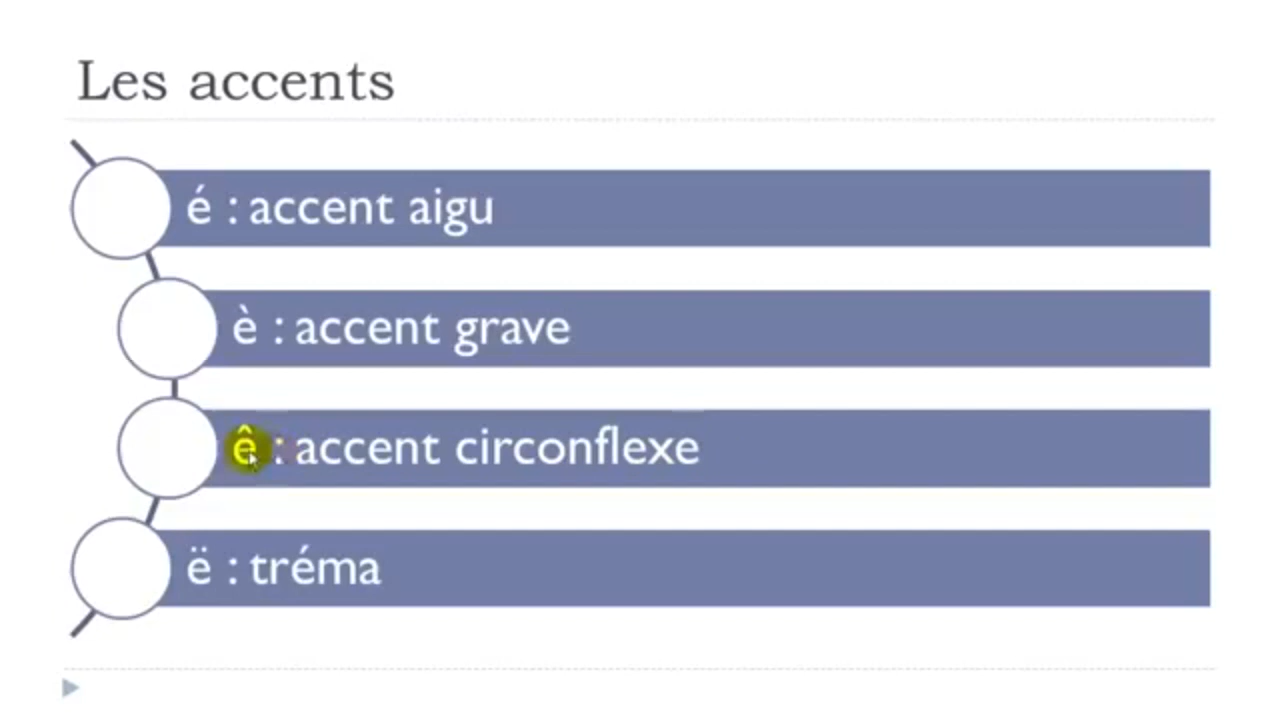 Les accents
é : accent aigu
è : accent grave
ê : accent circonflexe
ë : tréma